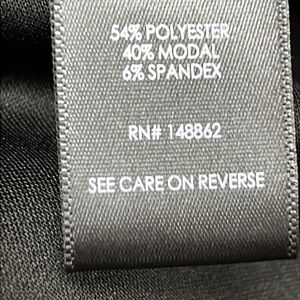 54% POLYESTER
40% MODAL
6% SPANDEX
RN# 148862
SEE CARE ON REVERSE